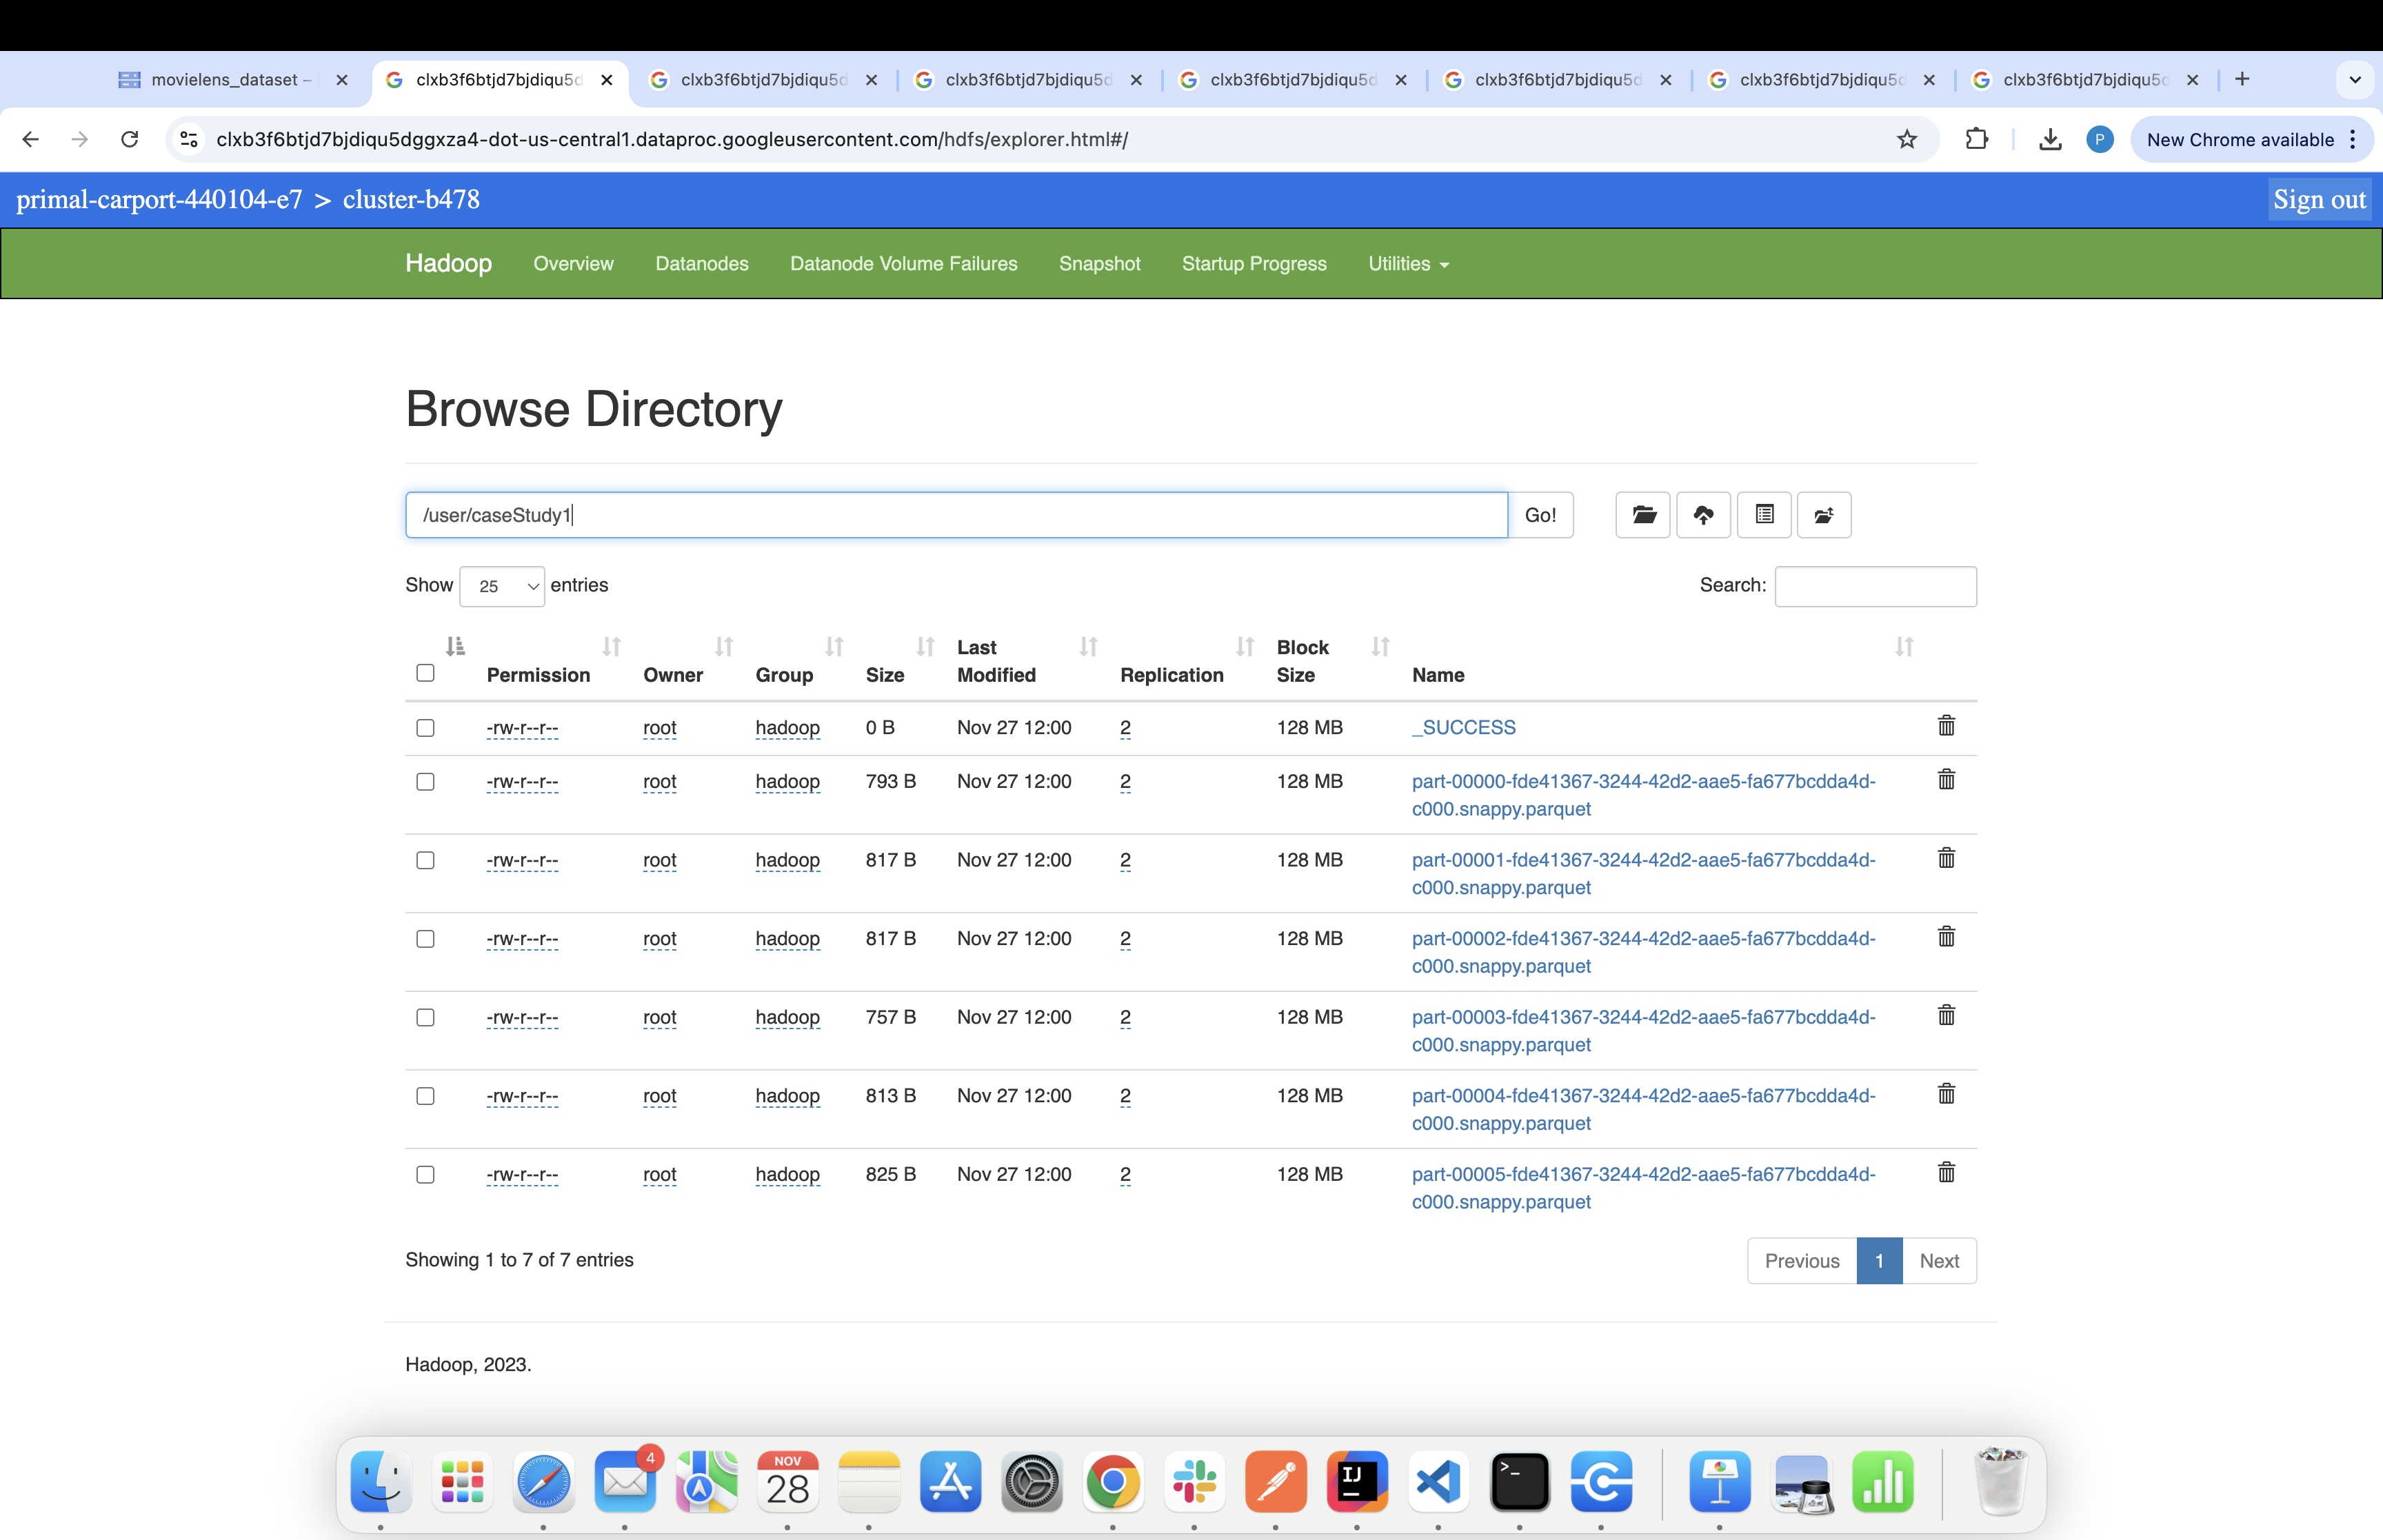 movielens_dataset –
clxb3f6btjd7bjdiqu5d
clxb3f6btjd7bjdiqu5d
clxb3f6btjd7bjdiqu5d
clxb3f6btjd7bjdiqu5d
clxb3f6btjd7bjdiqu5d
clxb3f6btjd7bjdiqu5d
clxb3f6btjd7bjdiqu5d
clxb3f6btjd7bjdiqu5dggxza4-dot-us-central1.dataproc.googleusercontent.com/hdfs/explorer.html#/
P
New Chrome available
primal-carport-440104-e7 > cluster-b478
Sign out
Hadoop Overview Datanodes Datanode Volume Failures Snapshot Startup Progress Utilities
Browse Directory
/user/caseStudy1
Go!
Show 25 entries
Search:
Permission Owner Group Size Last Modified Replication Block Size Name
-rw-r--r-- root hadoop 0 B Nov 27 12:00 2 128 MB _SUCCESS
-rw-r--r-- root hadoop 793 B Nov 27 12:00 2 128 MB part-00000-fde41367-3244-42d2-aae5-fa677bcdda4d-
c000.snappy.parquet
-rw-r--r-- root hadoop 817 B Nov 27 12:00 2 128 MB part-00001-fde41367-3244-42d2-aae5-fa677bcdda4d-
c000.snappy.parquet
-rw-r--r-- root hadoop 817 B Nov 27 12:00 2 128 MB part-00002-fde41367-3244-42d2-aae5-fa677bcdda4d-
c000.snappy.parquet
-rw-r--r-- root hadoop 757 B Nov 27 12:00 2 128 MB part-00003-fde41367-3244-42d2-aae5-fa677bcdda4d-
c000.snappy.parquet
-rw-r--r-- root hadoop 813 B Nov 27 12:00 2 128 MB part-00004-fde41367-3244-42d2-aae5-fa677bcdda4d-
c000.snappy.parquet
-rw-r--r-- root hadoop 825 B Nov 27 12:00 2 128 MB part-00005-fde41367-3244-42d2-aae5-fa677bcdda4d-
c000.snappy.parquet
Showing 1 to 7 of 7 entries
Previous 1 Next
Hadoop, 2023.
4
NOV
28
IJ
>_